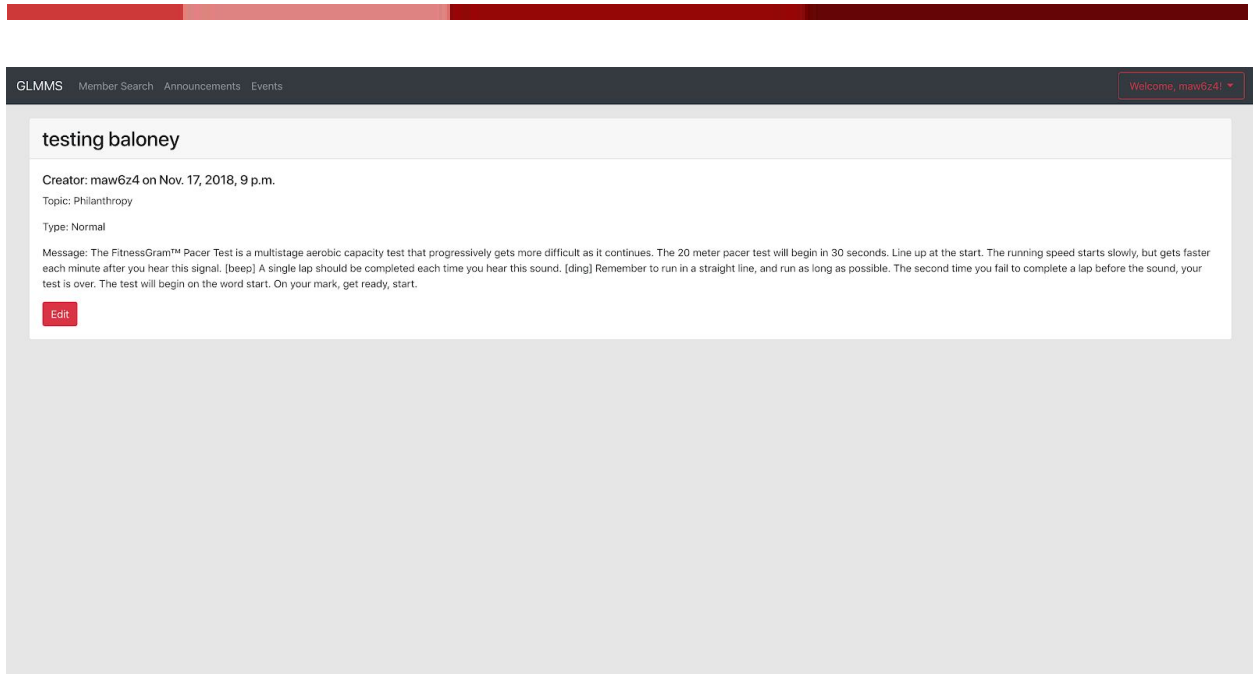 GLMMS Member Search Announcements Events Welcome, maw6z4!
testing baloney
Creator: maw6z4 on Nov. 17, 2018, 9 p.m.
Topic: Philanthropy
Type: Normal
Message: The FitnessGram™ Pacer Test is a multistage aerobic capacity test that progressively gets more difficult as it continues. The 20 meter pacer test will begin in 30 seconds. Line up at the start. The running speed starts slowly, but gets faster
each minute after you hear this signal. [beep] A single lap should be completed each time you hear this sound. [ding] Remember to run in a straight line, and run as long as possible. The second time you fail to complete a lap before the sound, your
test is over. The test will begin on the word start. On your mark, get ready, start.
Edit